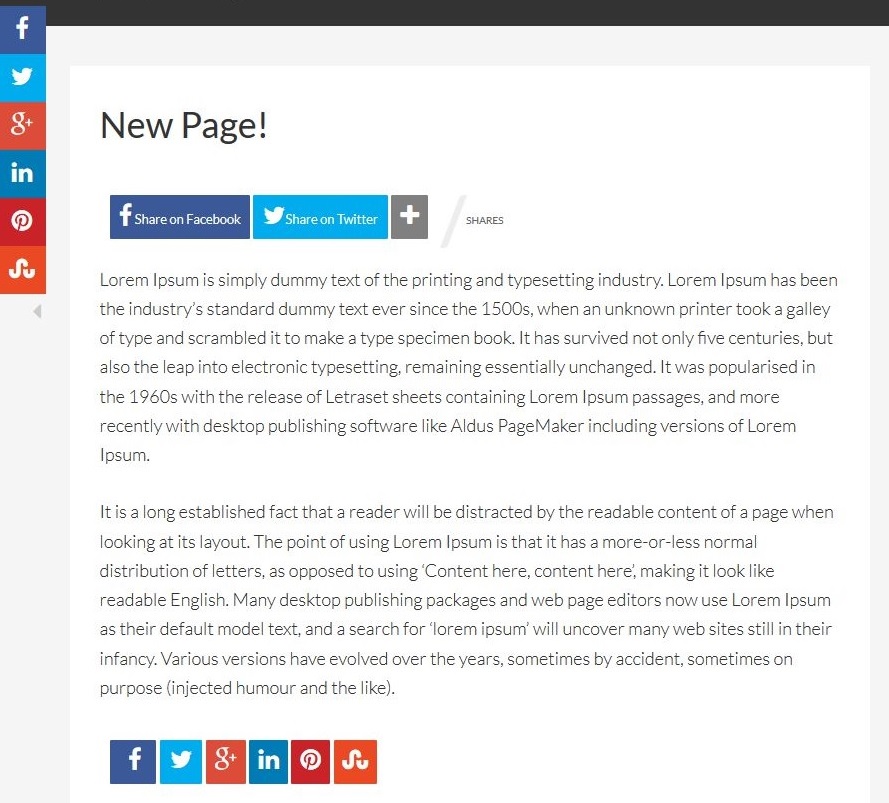 New Page!
Share on Facebook
Share on Twitter
SHARES
Lorem Ipsum is simply dummy text of the printing and typesetting industry. Lorem Ipsum has been
the industry’s standard dummy text ever since the 1500s, when an unknown printer took a galley
of type and scrambled it to make a type specimen book. It has survived not only five centuries, but
also the leap into electronic typesetting, remaining essentially unchanged. It was popularised in
the 1960s with the release of Letraset sheets containing Lorem Ipsum passages, and more
recently with desktop publishing software like Aldus PageMaker including versions of Lorem
Ipsum.
It is a long established fact that a reader will be distracted by the readable content of a page when
looking at its layout. The point of using Lorem Ipsum is that it has a more-or-less normal
distribution of letters, as opposed to using ‘Content here, content here’, making it look like
readable English. Many desktop publishing packages and web page editors now use Lorem Ipsum
as their default model text, and a search for ‘lorem ipsum’ will uncover many web sites still in their
infancy. Various versions have evolved over the years, sometimes by accident, sometimes on
purpose (injected humour and the like).